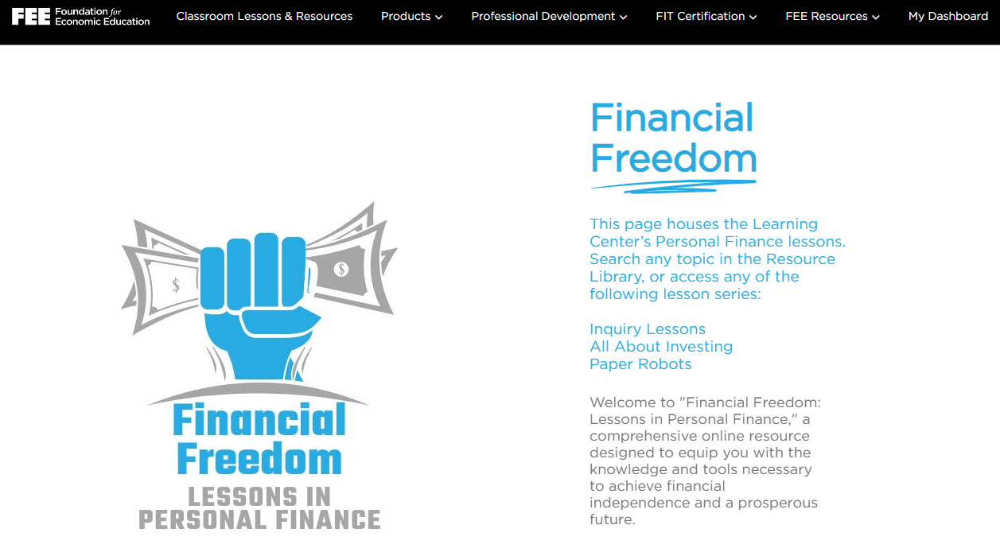 FEE Foundation for
Economic Education
Classroom Lessons & Resources
Products
Professional Development
FIT Certification
FEE Resources
My Dashboard
$
$
Financial
Freedom
LESSONS IN
PERSONAL FINANCE
Financial
Freedom
This page houses the Learning
Center’s Personal Finance lessons.
Search any topic in the Resource
Library, or access any of the
following lesson series:
Inquiry Lessons
All About Investing
Paper Robots
Welcome to "Financial Freedom:
Lessons in Personal Finance," a
comprehensive online resource
designed to equip you with the
knowledge and tools necessary
to achieve financial
independence and a prosperous
future.